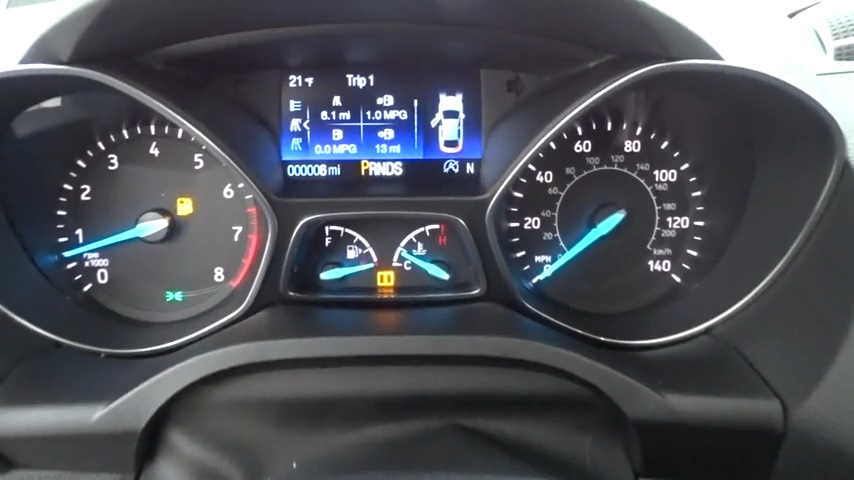 21°F Trip 1
6.1 mi 1.0 MPG
0.0 MPG 13 mi
000006 mi PRNDS N
0 1 2 3 4 5 6 7 8
rpm
x1000
F H
C
20 40 60 80 100 120 140
MPH 0
20 40 60 80 100 120 140 160 180 200
km/h